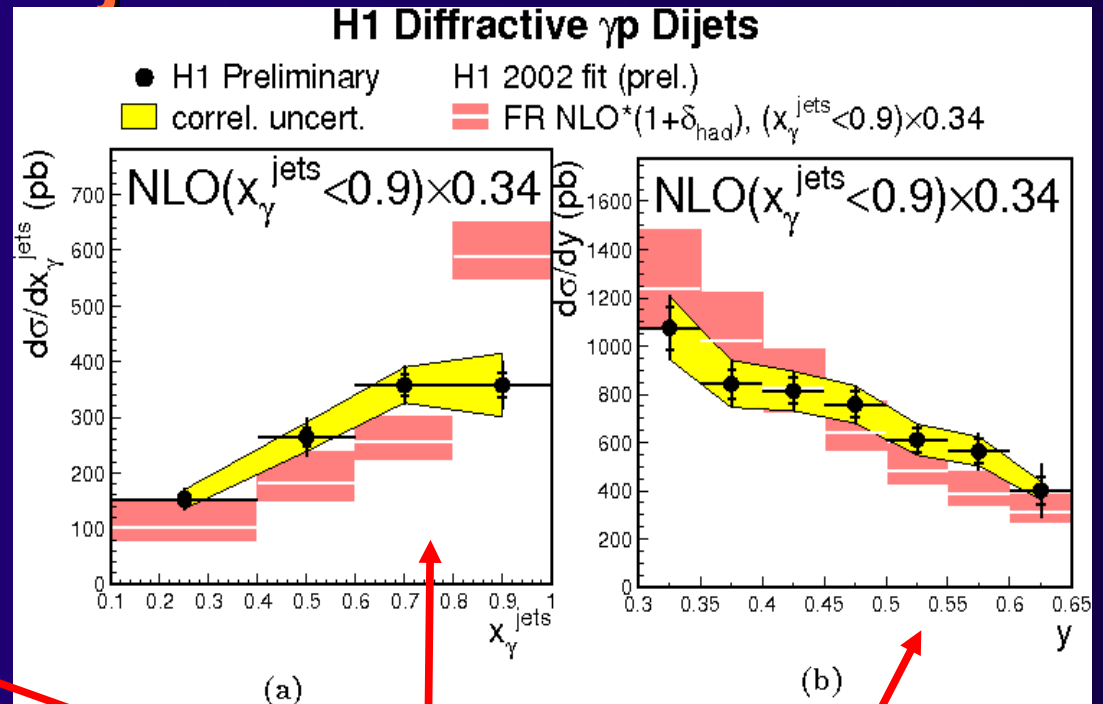 H1 Diffractive γp Dijets
H1 Preliminary H1 2002 fit (prel.)
correl. uncert. FR NLO*(1+δhad), (xγjets<0.9)×0.34
dσ/dxγjets (pb)
NLO(xγjets<0.9)×0.34
700
600
500
400
300
200
100
0
0.1 0.2 0.3 0.4 0.5 0.6 0.7 0.8 0.9 1
xγjets
(a)
dσ/dy (pb)
NLO(xγjets<0.9)×0.34
1600
1400
1200
1000
800
600
400
200
0
0.3 0.35 0.4 0.45 0.5 0.55 0.6 0.65
y
(b)